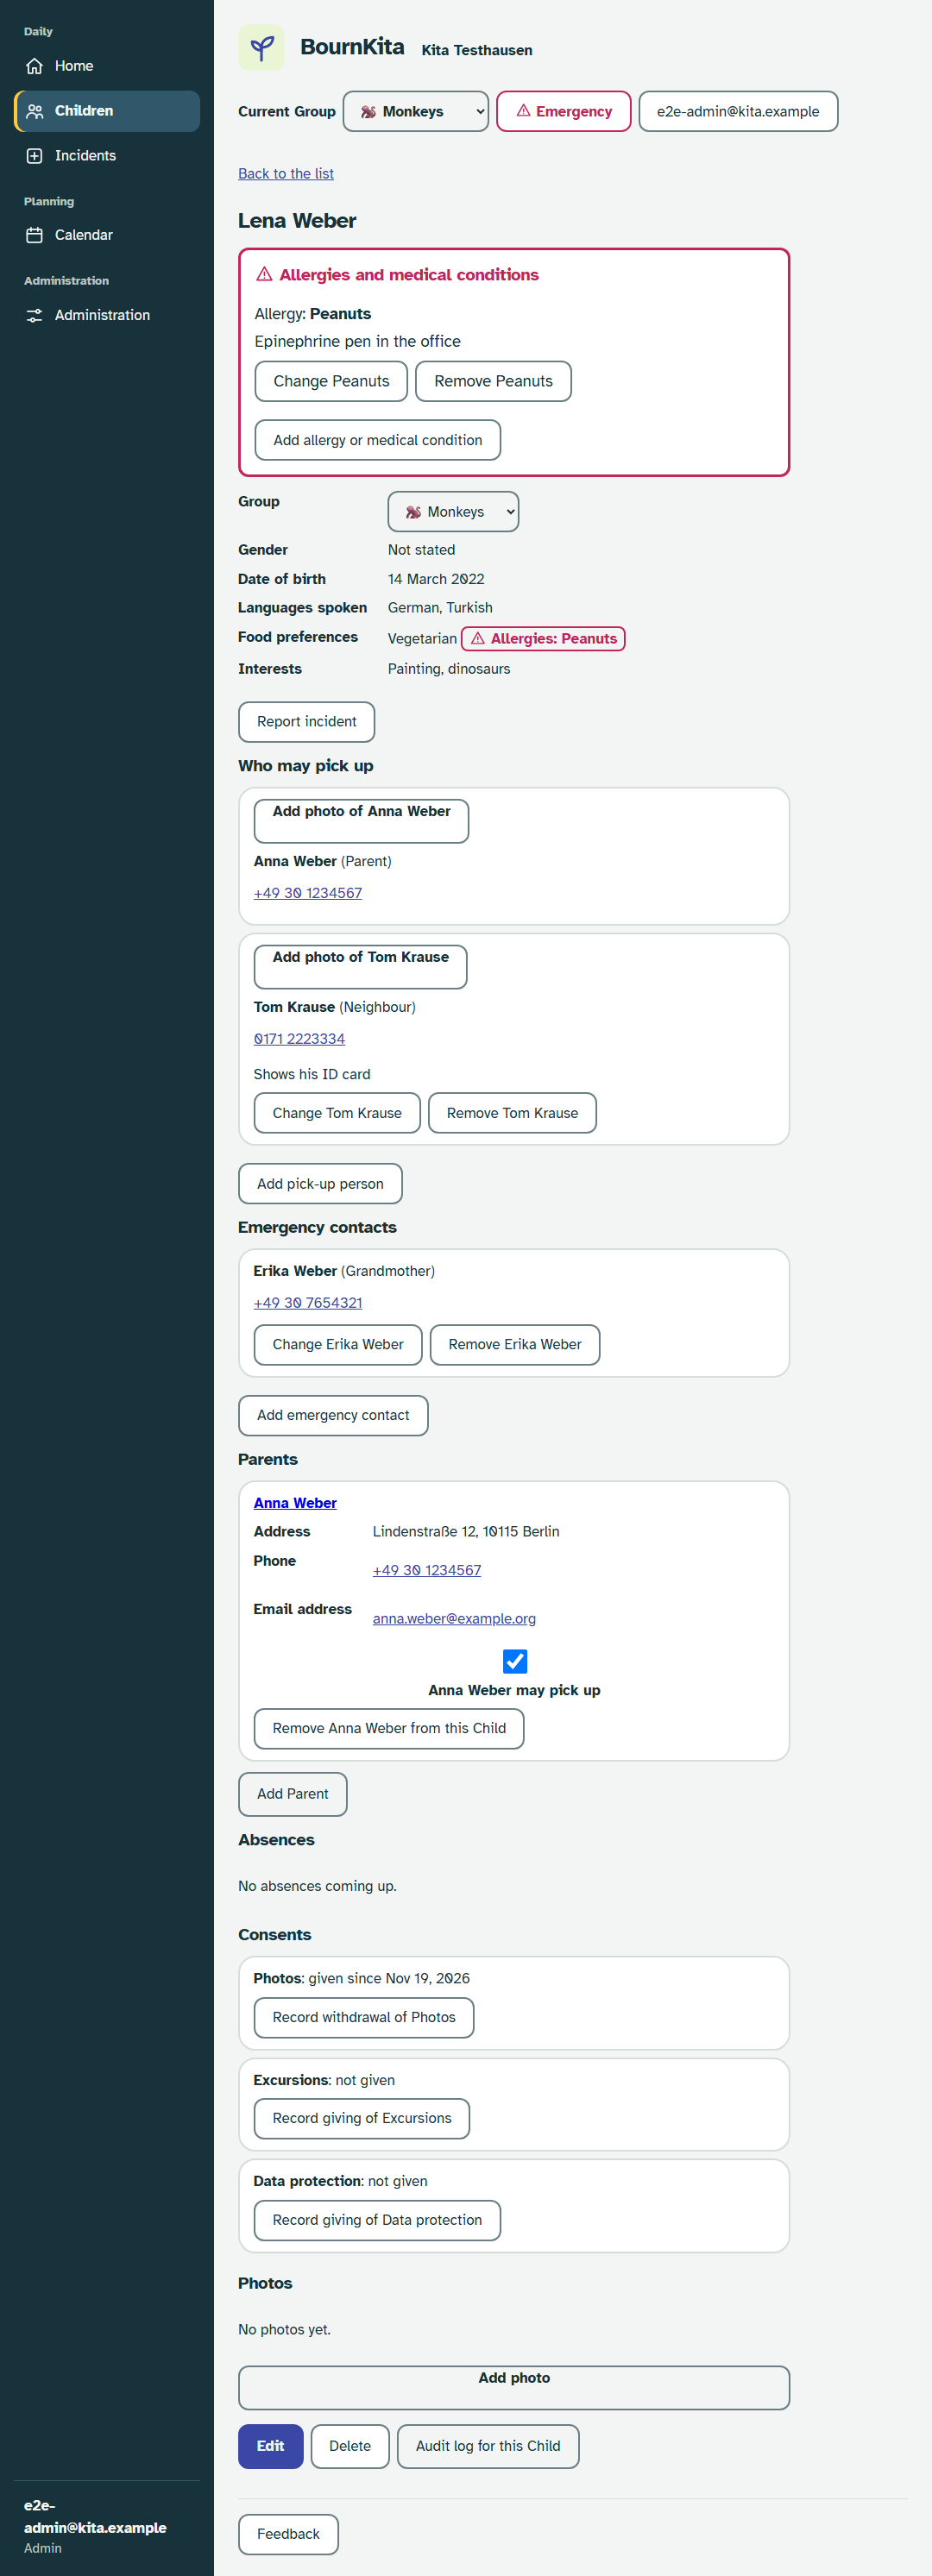 Daily
Home
Children
Incidents
Planning
Calendar
Administration
Administration
e2e-
admin@kita.example
Admin
BournKita Kita Testhausen
Current Group Monkeys Emergency e2e-admin@kita.example
Back to the list
Lena Weber
Allergies and medical conditions
Allergy: Peanuts
Epinephrine pen in the office
Change Peanuts Remove Peanuts
Add allergy or medical condition
Group Monkeys
Gender Not stated
Date of birth 14 March 2022
Languages spoken German, Turkish
Food preferences Vegetarian Allergies: Peanuts
Interests Painting, dinosaurs
Report incident
Who may pick up
Add photo of Anna Weber
Anna Weber (Parent)
+49 30 1234567
Add photo of Tom Krause
Tom Krause (Neighbour)
0171 2223334
Shows his ID card
Change Tom Krause Remove Tom Krause
Add pick-up person
Emergency contacts
Erika Weber (Grandmother)
+49 30 7654321
Change Erika Weber Remove Erika Weber
Add emergency contact
Parents
Anna Weber
Address Lindenstraße 12, 10115 Berlin
Phone +49 30 1234567
Email address anna.weber@example.org
Anna Weber may pick up
Remove Anna Weber from this Child
Add Parent
Absences
No absences coming up.
Consents
Photos: given since Nov 19, 2026
Record withdrawal of Photos
Excursions: not given
Record giving of Excursions
Data protection: not given
Record giving of Data protection
Photos
No photos yet.
Add photo
Edit Delete Audit log for this Child
Feedback